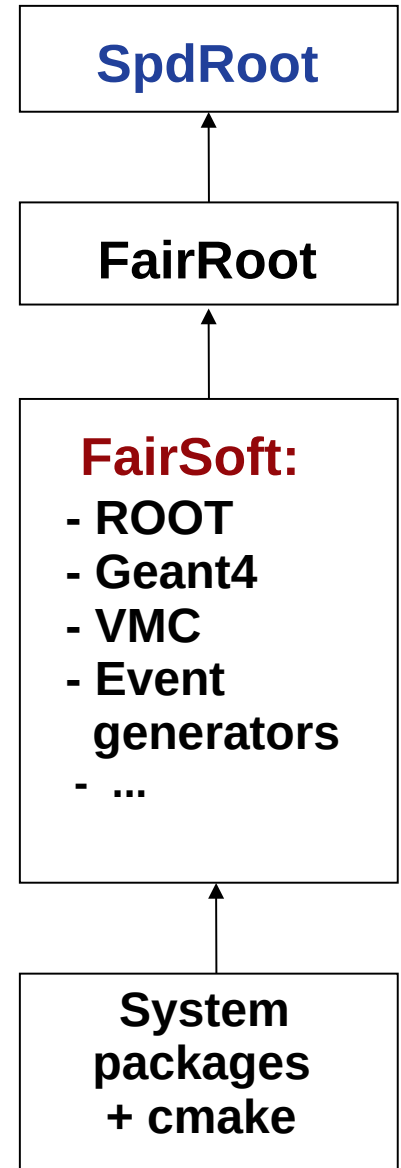 SpdRoot
FairRoot
FairSoft:
- ROOT
- Geant4
- VMC
- Event
generators
- ...
System
packages
+ cmake